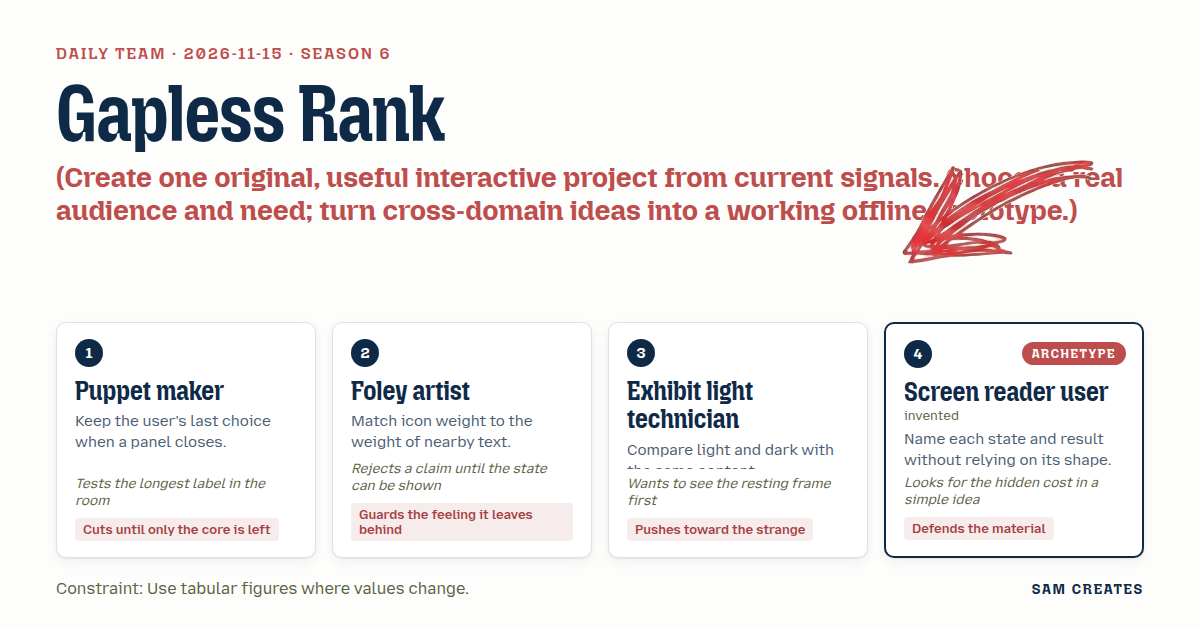 DAILY TEAM · 2026-11-15 · SEASON 6
Gapless Rank
(Create one original, useful interactive project from current signals. real
audience and need; turn cross-domain ideas into a working offline
1
Puppet maker
Keep the user's last choice
when a panel closes.
Tests the longest label in the
room
Cuts until only the core is left
2
Foley artist
Match icon weight to the
weight of nearby text.
Rejects a claim until the state
can be shown
Guards the feeling it leaves
behind
3
Exhibit light
technician
Compare light and dark with
Wants to see the resting frame
first
Pushes toward the strange
4
ARCHETYPE
Screen reader user
invented
Name each state and result
without relying on its shape.
Looks for the hidden cost in a
simple idea
Defends the material
Constraint: Use tabular figures where values change.
SAM CREATES